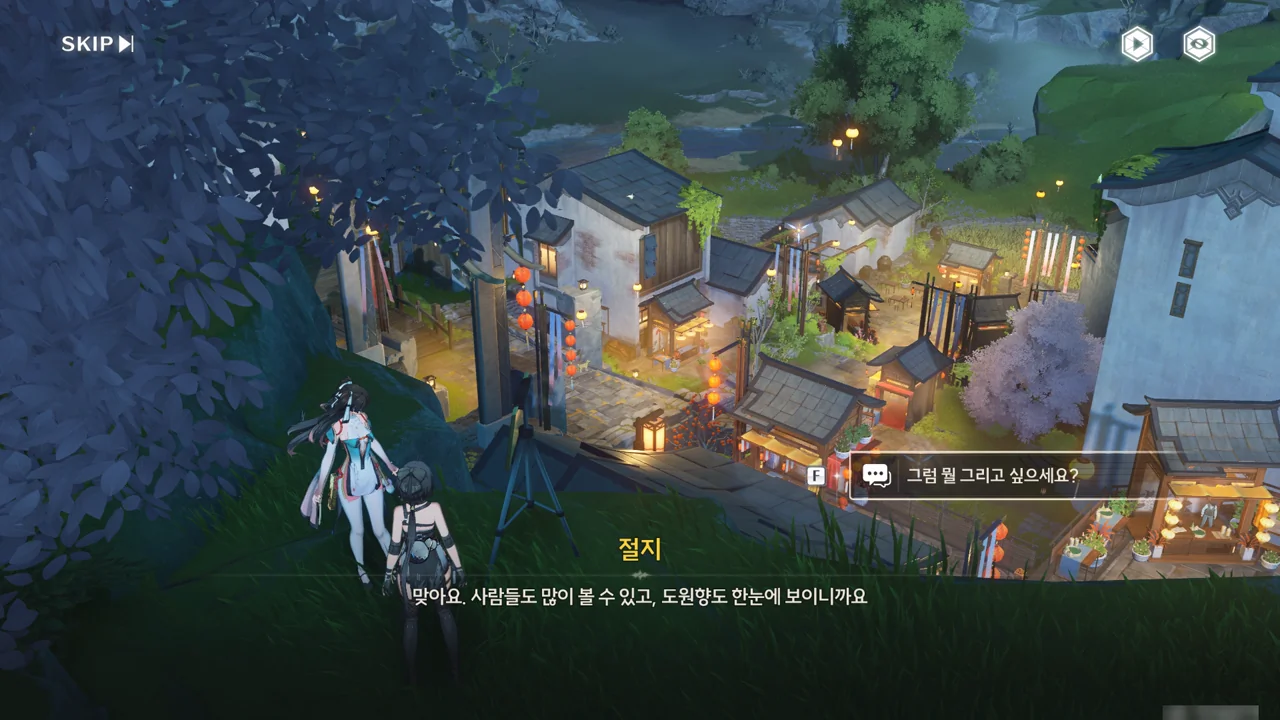 SKIP
F
그럼 뭘 그리고 싶으세요?
절지
맞아요. 사람들도 많이 볼 수 있고, 도원향도 한눈에 보이니까요